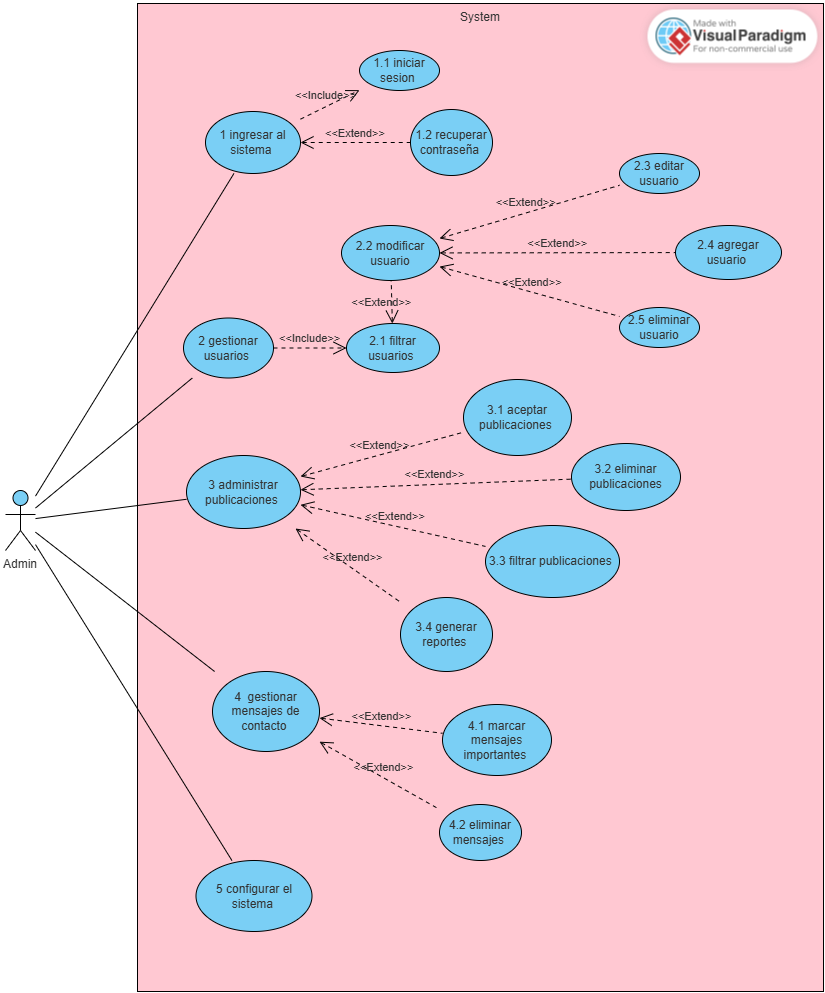 System
Made with
VisualParadigm
For non-commercial use
1.1 iniciar
sesion
<<Include>>
1 ingresar al
sistema
<<Extend>>
1.2 recuperar
contraseña
2.3 editar
usuario
<<Extend>>
2.2 modificar
usuario
<<Extend>>
2.4 agregar
usuario
<<Extend>>
<<Extend>>
2.5 eliminar
usuario
2 gestionar
usuarios
<<Include>>
2.1 filtrar
usuarios
3.1 aceptar
publicaciones
<<Extend>>
3.2 eliminar
publicaciones
<<Extend>>
3 administrar
publicaciones
<<Extend>>
3.3 filtrar publicaciones
<<Extend>>
Admin
3.4 generar
reportes
4 gestionar
mensajes de
contacto
<<Extend>>
4.1 marcar
mensajes
importantes
<<Extend>>
4.2 eliminar
mensajes
5 configurar el
sistema